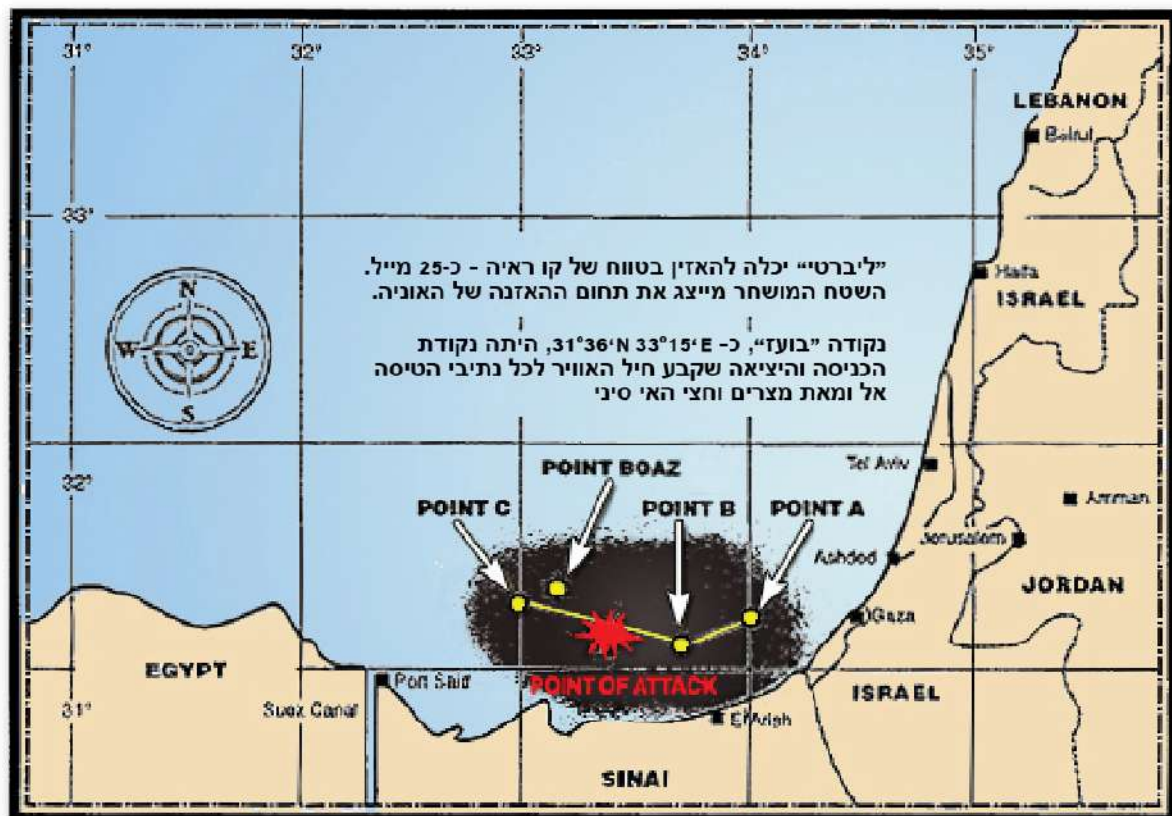 31° 32° 33° 34° 35°
LEBANON
Beirut
33°
"ליברטי" יכלה להאזין בטווח של קו ראיה - כ-25 מייל.
השטח המושחר מייצג את תחום ההאזנה של האוניה.
Haifa
ISRAEL
N
W E
S
נקודה "בועז", כ- 31°36'N 33°15'E, היתה נקודת
הכניסה והיציאה שקבע חיל האוויר לכל נתיבי הטיסה
אל ומאת מצרים וחצי האי סיני
32°
POINT BOAZ
Tel Aviv
POINT C
POINT B
POINT A
Amman
Jerusalem
Ashdod
JORDAN
Gaza
EGYPT
Port Said
POINT OF ATTACK
ISRAEL
31°
Suez Canal
El Arish
SINAI